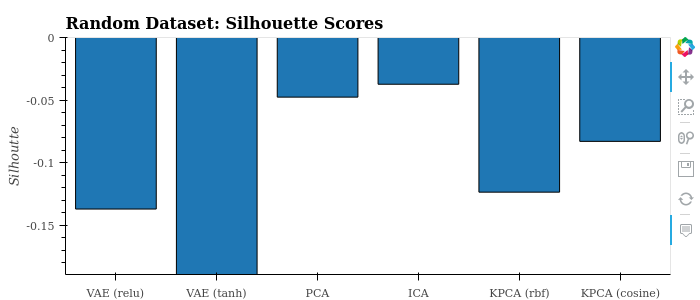 Random Dataset: Silhouette Scores
0
-0.05
-0.1
-0.15
Silhoutte
VAE (relu) VAE (tanh) PCA ICA KPCA (rbf) KPCA (cosine)